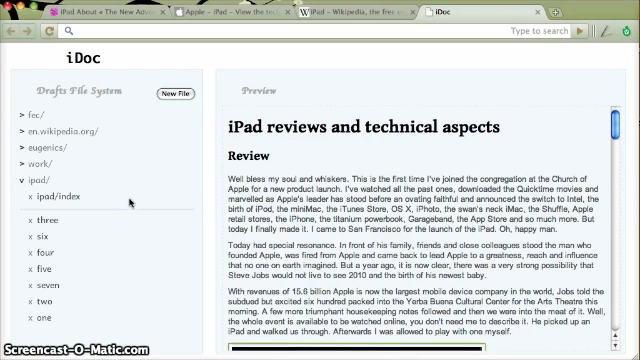 iPad About « The New Adven
Apple – iPad – View the techn
iPad – Wikipedia, the free en
iDoc
Type to search
iDoc
Drafts File System
New File
> fec/
> en.wikipedia.org/
> eugenics/
> work/
v ipad/
x ipad/index
x three
x six
x four
x five
x seven
x two
x one
Preview
iPad reviews and technical aspects
Review
Well bless my soul and whiskers. This is the first time I've joined the congregation at the Church of
Apple for a new product launch. I've watched all the past ones, downloaded the Quicktime movies and
marvelled as Apple's leader has stood before an ovating faithful and announced the switch to Intel, the
birth of iPod, the miniMac, the iTunes Store, OS X, iPhoto, the swan's neck iMac, the Shuffle, Apple
retail stores, the iPhone, the titanium powerbook, Garageband, the App Store and so much more. But
today I finally made it. I came to San Francisco for the launch of the iPad. Oh, happy man.
Today had special resonance. In front of his family, friends and close colleagues stood the man who
founded Apple, was fired from Apple and came back to lead Apple to a greatness, reach and influence
that no one on earth imagined. But a year ago, it is now clear, there was a very strong possibility that
Steve Jobs would not live to see 2010 and the birth of his newest baby.
With revenues of 15.6 billion Apple is now the largest mobile device company in the world, Jobs told the
subdued but excited six hundred packed into the Yerba Buena Cultural Center for the Arts Theatre this
morning. A few more triumphant housekeeping notes followed and then we were into the meat of it. Well,
the whole event is available to be watched online, you don't need me to describe it. He picked up an
iPad and walked us through. Afterwards I was allowed to play with one myself.
Screencast-O-Matic.com